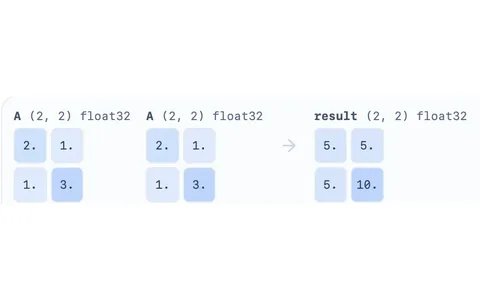 A (2, 2) float32 A (2, 2) float32 result (2, 2) float32
2. 1. 2. 1. → 5. 5.
1. 3. 1. 3. 5. 10.